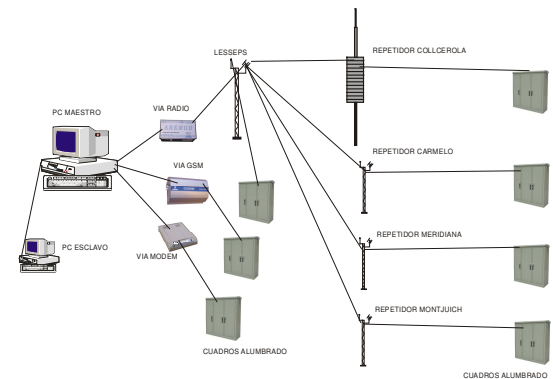 LESSEPS
REPETIDOR COLLCEROLA
PC MAESTRO
VIA RADIO
REPETIDOR CARMELO
VIA GSM
REPETIDOR MERIDIANA
PC ESCLAVO
VIA MODEM
REPETIDOR MONTJUICH
CUADROS ALUMBRADO
CUADROS ALUMBRADO